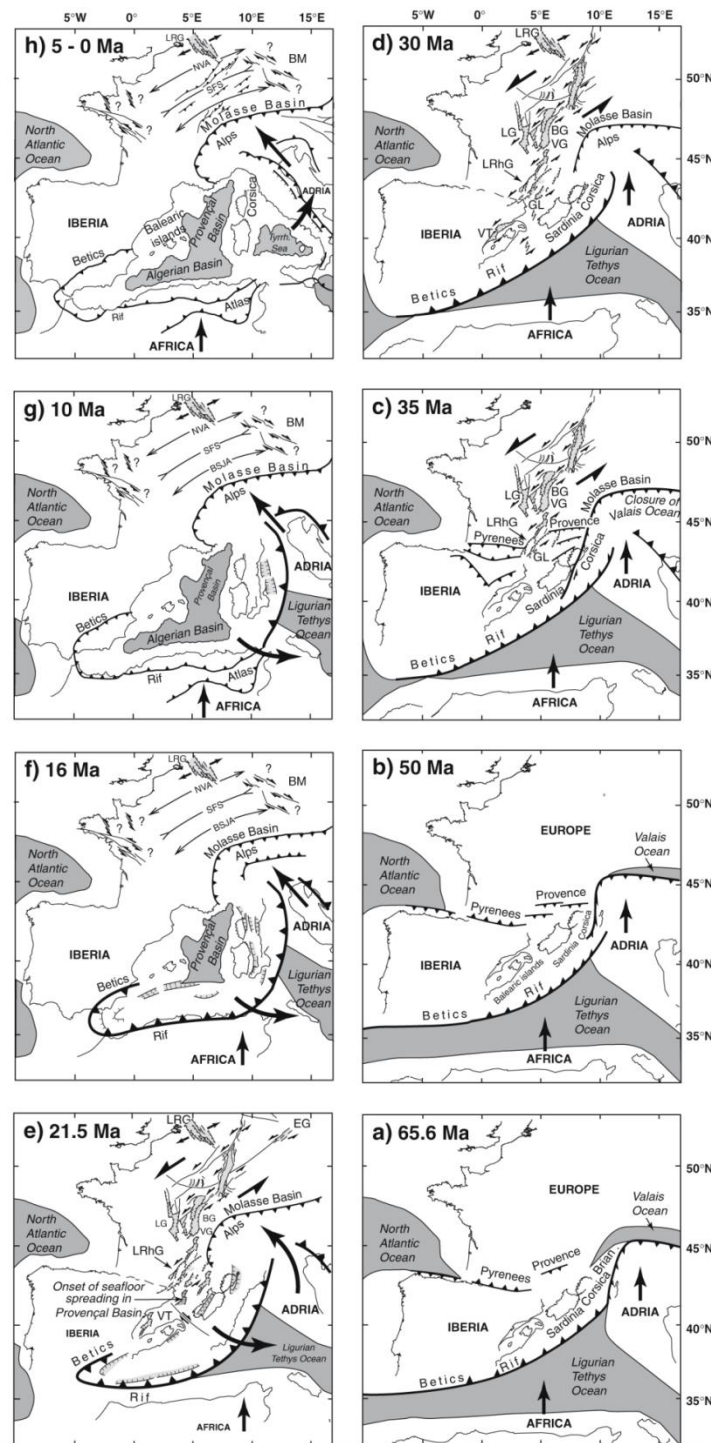 5°W 0° 5° 10° 15°E
5°W 0° 5° 10° 15°E
h) 5 - 0 Ma
LRG
NVA
SFS
BM
?
?
?
?
Molasse Basin
Alps
North
Atlantic
Ocean
IBERIA
Balearic
islands
Provençal
Basin
Corsica
ADRIA
Tyrrh.
Sea
Betics
Algerian Basin
Rif
Atlas
AFRICA
d) 30 Ma
LRG
50°N
LG
BG
VG
Molasse Basin
Alps
LRhG
45°N
GL
VT
Sardinia
Corsica
IBERIA
ADRIA
40°N
Ligurian
Tethys
Ocean
Betics
Rif
35°N
AFRICA
g) 10 Ma
LRG
NVA
SFS
BSJA
BM
?
?
?
?
Molasse Basin
Alps
North
Atlantic
Ocean
IBERIA
Provençal
Basin
ADRIA
Ligurian
Tethys
Ocean
Betics
Algerian Basin
Rif
Atlas
AFRICA
c) 35 Ma
LRG
50°N
LG
BG
VG
Molasse Basin
Closure of
Valais Ocean
LRhG
Provence
Pyrenees
45°N
GL
Corsica
Sardinia
IBERIA
ADRIA
40°N
Ligurian
Tethys
Ocean
Betics
Rif
35°N
AFRICA
f) 16 Ma
LRG
NVA
SFS
BSJA
BM
?
?
?
?
Molasse Basin
Alps
North
Atlantic
Ocean
IBERIA
Provençal
Basin
ADRIA
Ligurian
Tethys
Ocean
Betics
Rif
AFRICA
b) 50 Ma
50°N
EUROPE
Valais
Ocean
North
Atlantic
Ocean
45°N
Provence
Pyrenees
Corsica
Sardinia
Balearic islands
IBERIA
ADRIA
40°N
Ligurian
Tethys
Ocean
Betics
Rif
35°N
AFRICA
e) 21.5 Ma
LRG
EG
LG
BG
VG
Molasse Basin
Alps
North
Atlantic
Ocean
LRhG
Onset of seafloor
spreading in
Provençal Basin
VT
IBERIA
ADRIA
Ligurian
Tethys Ocean
Betics
Rif
AFRICA
a) 65.6 Ma
50°N
EUROPE
Valais
Ocean
North
Atlantic
Ocean
45°N
Provence
Pyrenees
Brian
Corsica
Sardinia
IBERIA
ADRIA
40°N
Ligurian
Tethys
Ocean
Betics
Rif
35°N
AFRICA